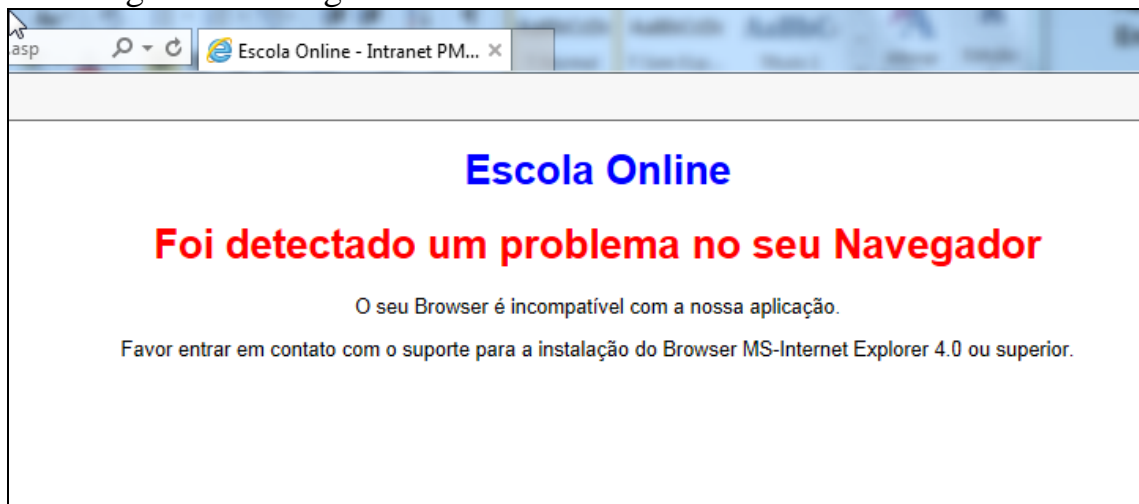 .asp
Escola Online - Intranet PM... ×
Escola Online
Foi detectado um problema no seu Navegador
O seu Browser é incompatível com a nossa aplicação.
Favor entrar em contato com o suporte para a instalação do Browser MS-Internet Explorer 4.0 ou superior.